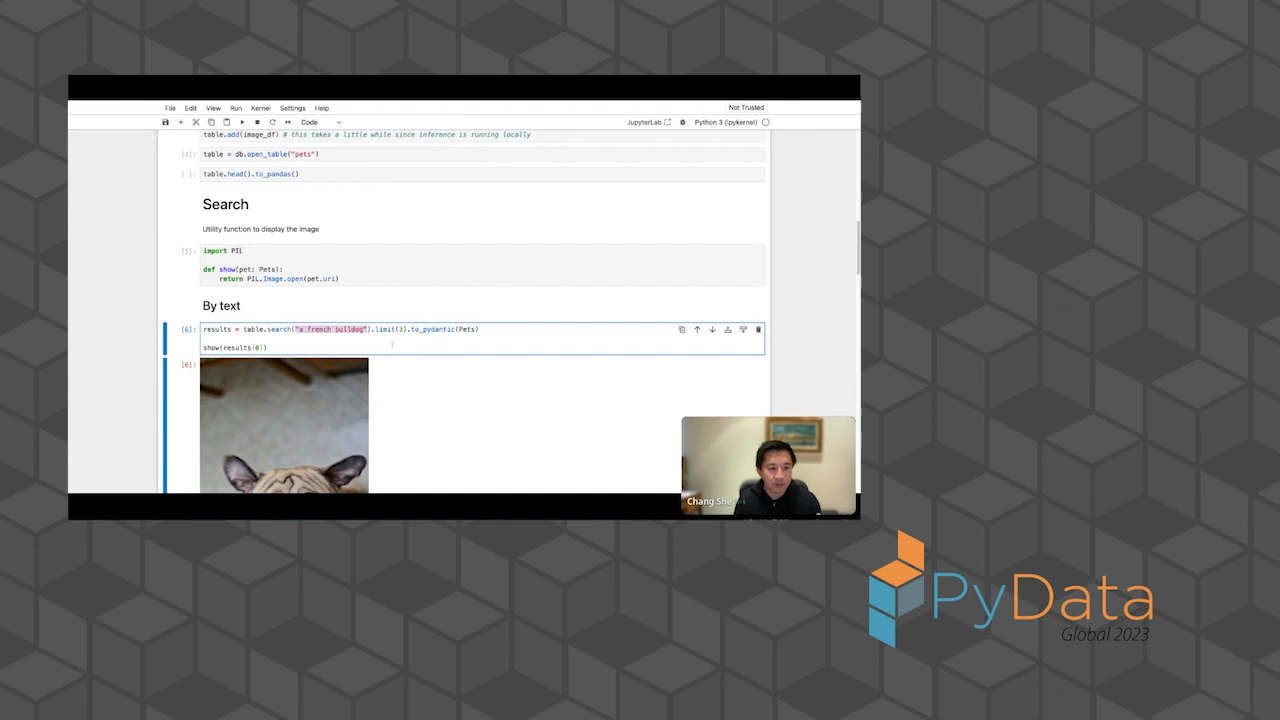 File Edit View Run Kernel Settings Help
Not Trusted
Code
JupyterLab
Python 3 (ipykernel)
table.add(image_df) # this takes a little while since inference is running locally
[4]: table = db.open_table("pets")
[ ]: table.head().to_pandas()
Search
Utility function to display the image
[5]: import PIL
def show(pet: Pets):
return PIL.Image.open(pet.uri)
By text
[6]: results = table.search("a french bulldog").limit(3).to_pydantic(Pets)
show(results[0])
[6]:
Chang She
PyData
Global 2023